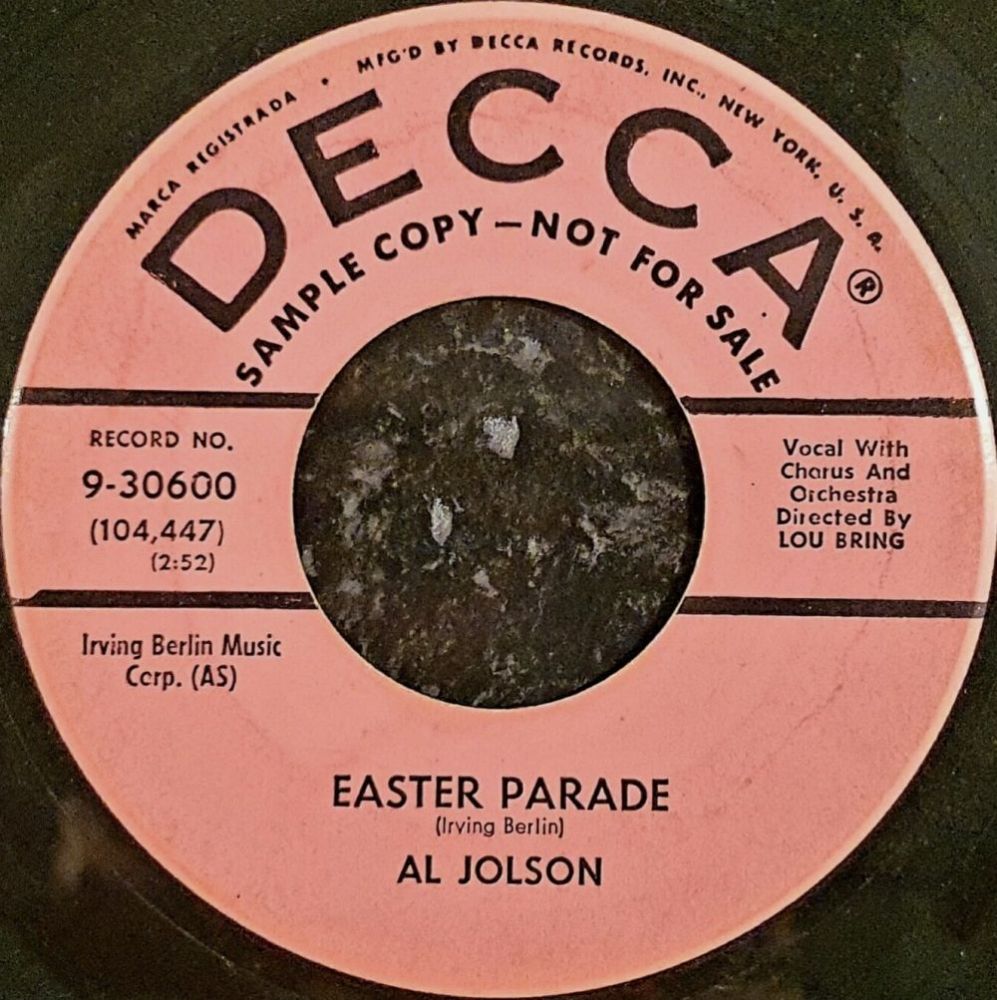 MARCA REGISTRADA • MFG'D BY DECCA RECORDS, INC., NEW YORK, U. S. A.
DECCA®
SAMPLE COPY — NOT FOR SALE
RECORD NO.
9-30600
(104,447)
(2:52)
Vocal With
Chorus And
Orchestra
Directed By
LOU BRING
Irving Berlin Music
Corp. (AS)
EASTER PARADE
(Irving Berlin)
AL JOLSON